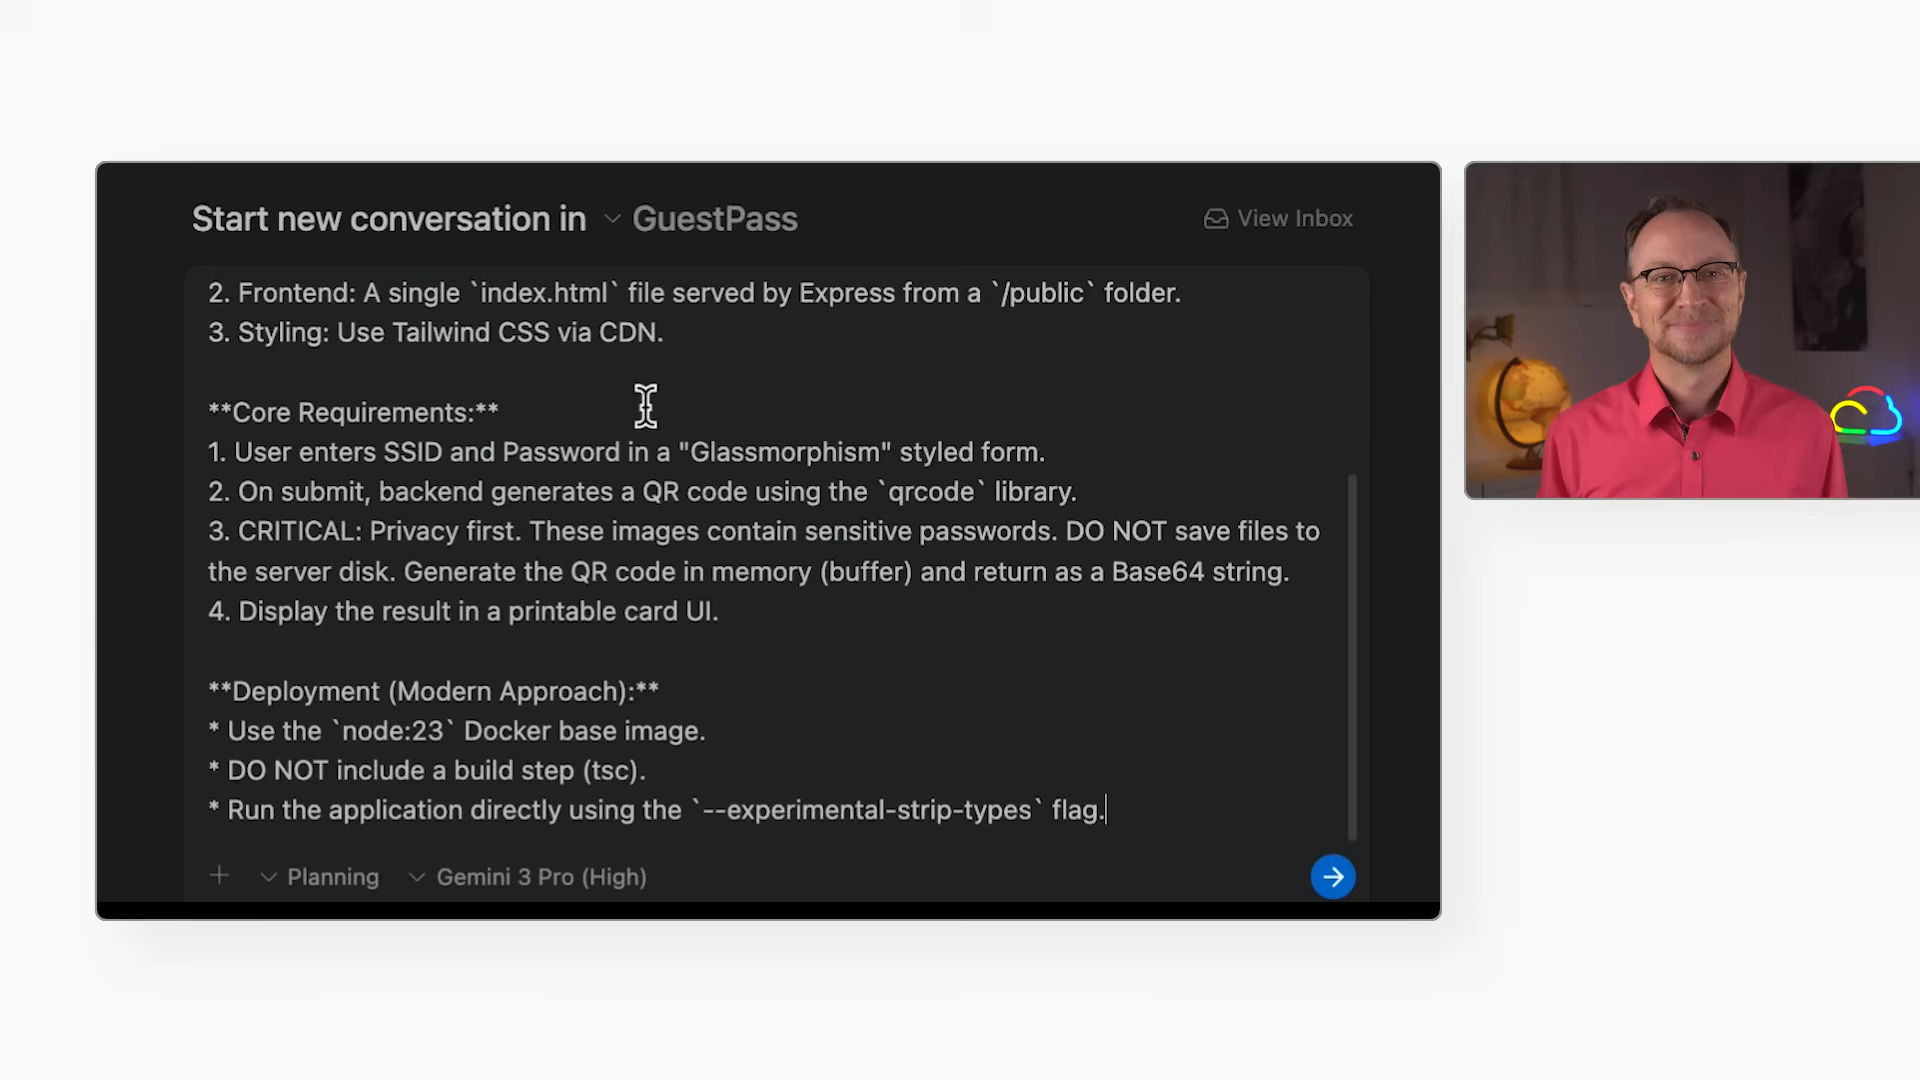 Start new conversation in GuestPass
View Inbox
2. Frontend: A single `index.html` file served by Express from a `/public` folder.
3. Styling: Use Tailwind CSS via CDN.
**Core Requirements:**
1. User enters SSID and Password in a "Glassmorphism" styled form.
2. On submit, backend generates a QR code using the `qrcode` library.
3. CRITICAL: Privacy first. These images contain sensitive passwords. DO NOT save files to
the server disk. Generate the QR code in memory (buffer) and return as a Base64 string.
4. Display the result in a printable card UI.
**Deployment (Modern Approach):**
* Use the `node:23` Docker base image.
* DO NOT include a build step (tsc).
* Run the application directly using the `--experimental-strip-types` flag.
Planning
Gemini 3 Pro (High)